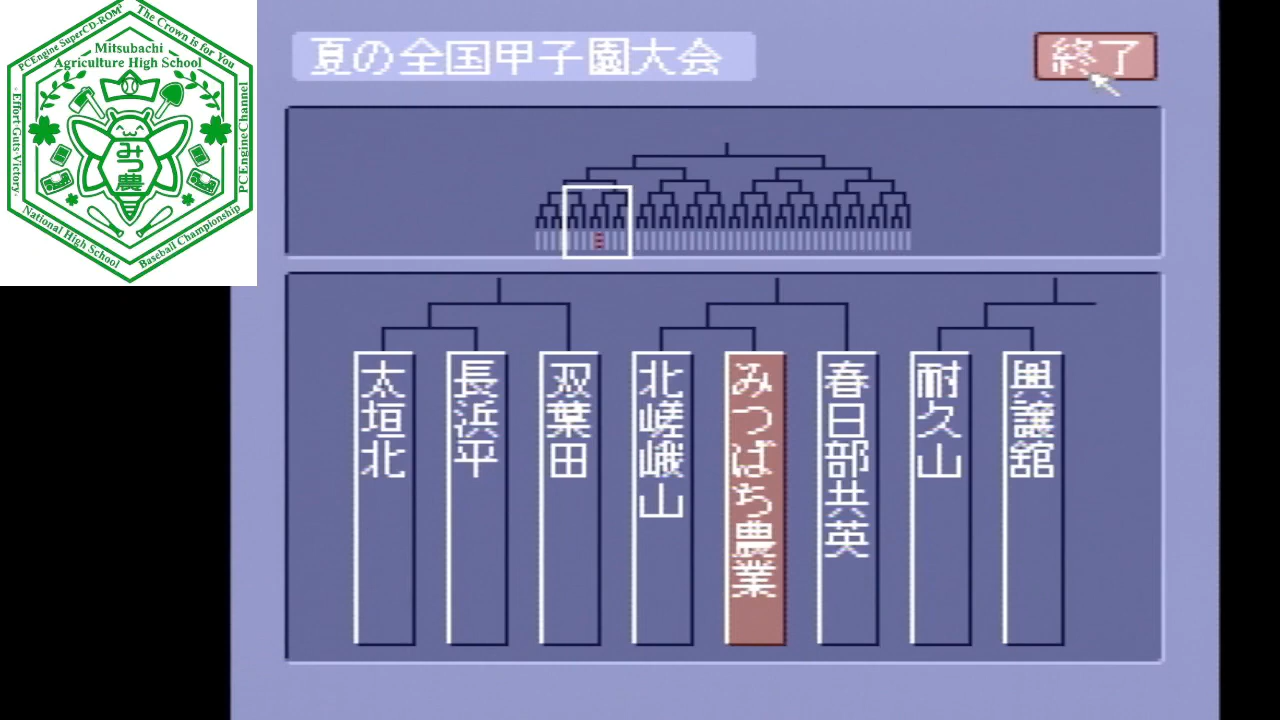 PCEngine SuperCD-ROM²
The Crown is for You
Mitsubachi
Agriculture High School
みつ農
・Effort・Guts・Victory・
PCEngineChannel
National High School
Baseball Championship
夏の全国甲子園大会
終了
太垣北
長浜平
双葉田
北嵯峨山
みつばち農業
春日部共英
耐久山
興譲舘